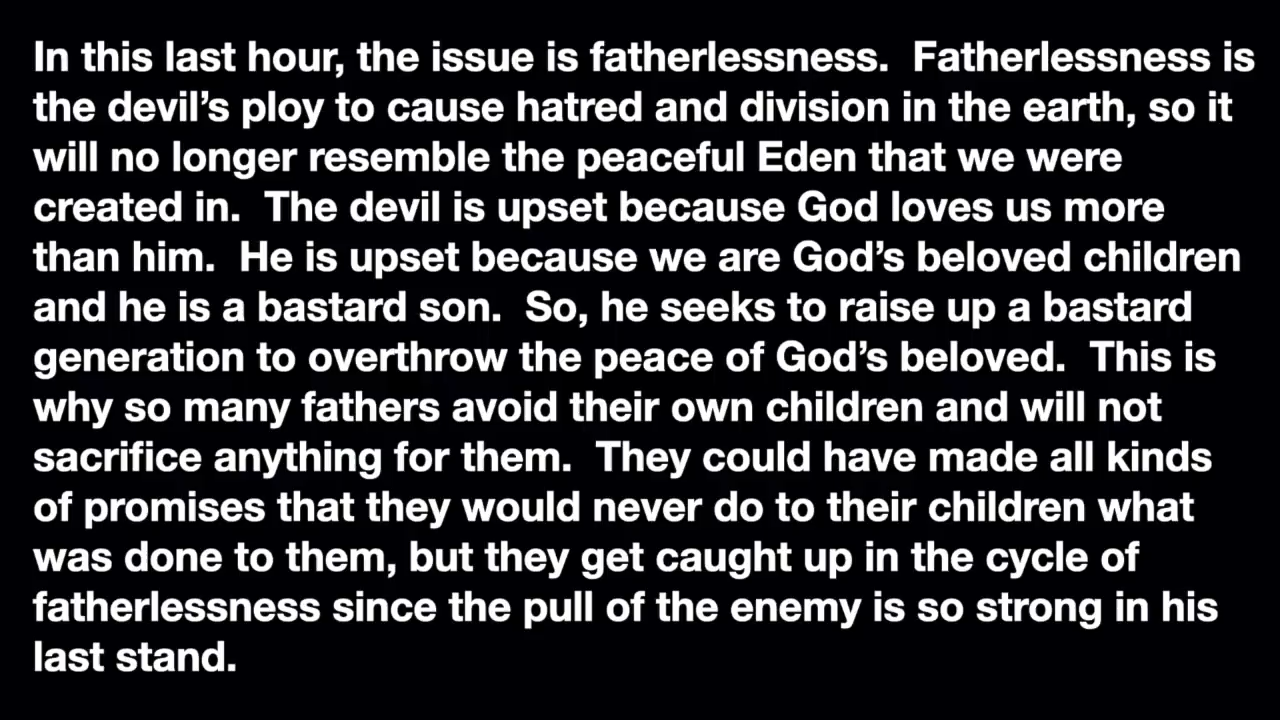 In this last hour, the issue is fatherlessness.  Fatherlessness is
the devil’s ploy to cause hatred and division in the earth, so it
will no longer resemble the peaceful Eden that we were
created in.  The devil is upset because God loves us more
than him.  He is upset because we are God’s beloved children
and he is a bastard son.  So, he seeks to raise up a bastard
generation to overthrow the peace of God’s beloved.  This is
why so many fathers avoid their own children and will not
sacrifice anything for them.  They could have made all kinds
of promises that they would never do to their children what
was done to them, but they get caught up in the cycle of
fatherlessness since the pull of the enemy is so strong in his
last stand.